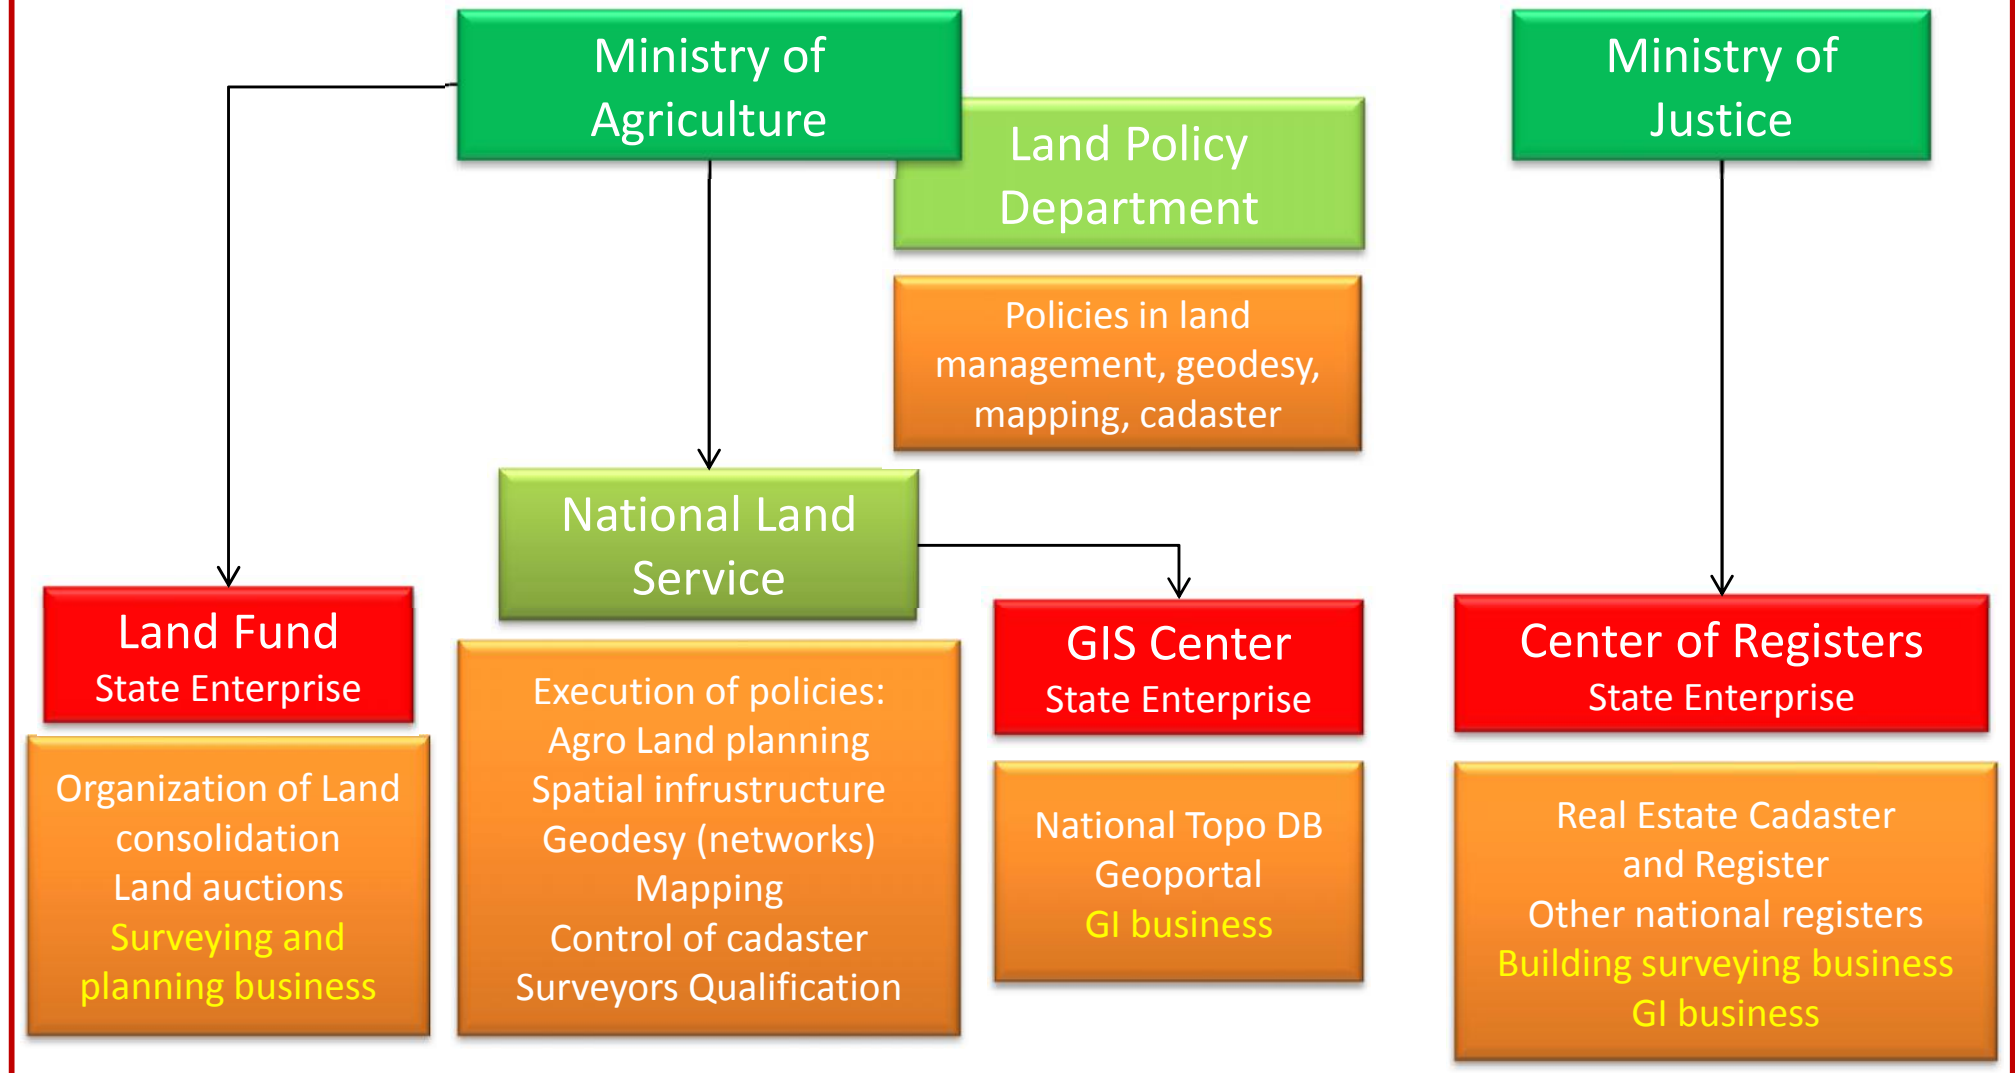 Ministry of
Agriculture
Land Policy
Department
Policies in land
management, geodesy,
mapping, cadaster
Ministry of
Justice
National Land
Service
Execution of policies:
Agro Land planning
Spatial infrustructure
Geodesy (networks)
Mapping
Control of cadaster
Surveyors Qualification
Land Fund
State Enterprise
Organization of Land
consolidation
Land auctions
Surveying and
planning business
GIS Center
State Enterprise
National Topo DB
Geoportal
GI business
Center of Registers
State Enterprise
Real Estate Cadaster
and Register
Other national registers
Building surveying business
GI business